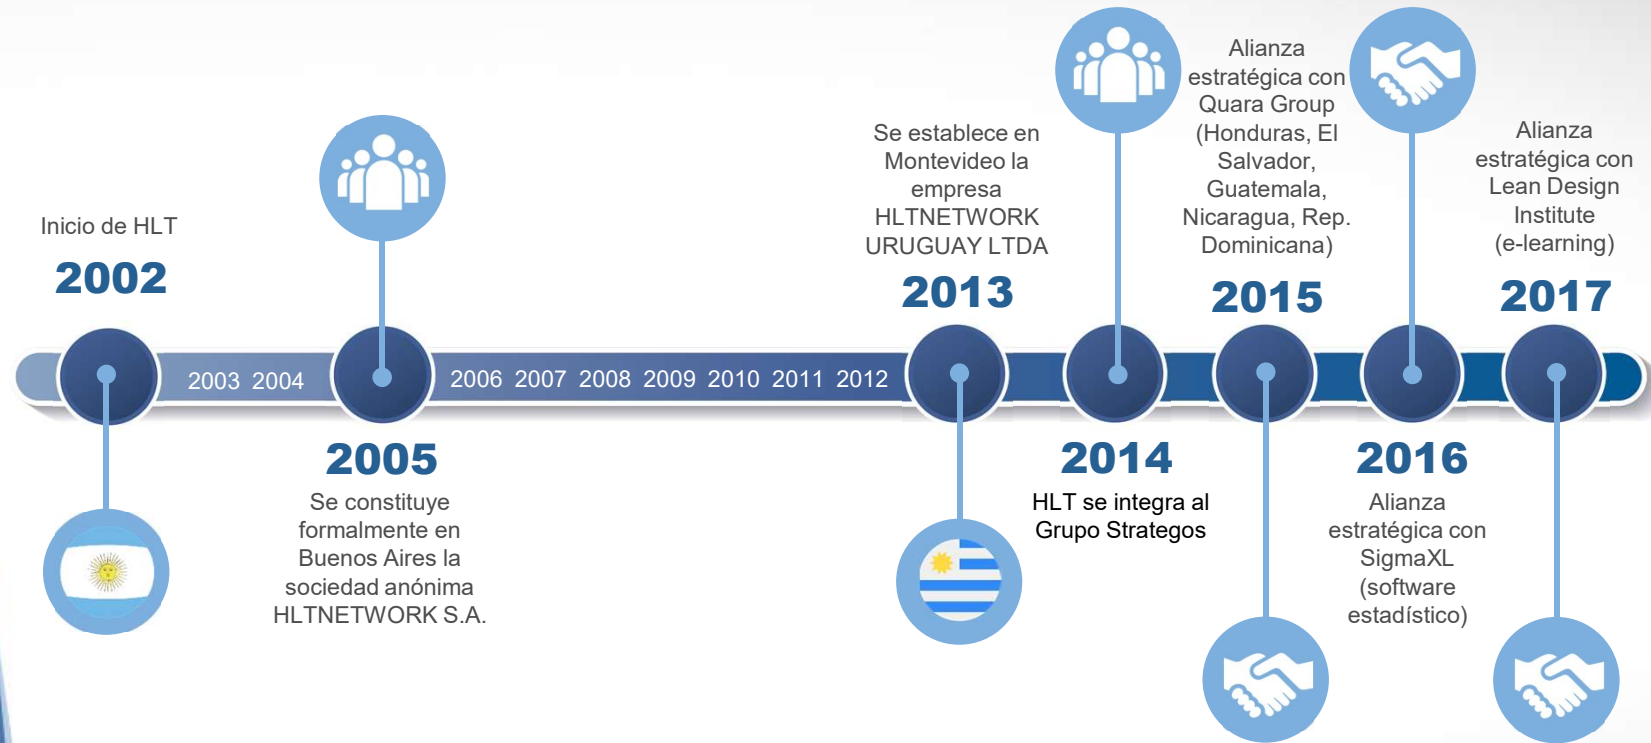 Inicio de HLT
2002
2003 2004
2005
Se constituye
formalmente en
Buenos Aires la
sociedad anónima
HLTNETWORK S.A.
2006 2007 2008 2009 2010 2011 2012
Se establece en
Montevideo la
empresa
HLTNETWORK
URUGUAY LTDA
2013
2014
HLT se integra al
Grupo Strategos
Alianza
estratégica con
Quara Group
(Honduras, El
Salvador,
Guatemala,
Nicaragua, Rep.
Dominicana)
2015
2016
Alianza
estratégica con
SigmaXL
(software
estadístico)
Alianza
estratégica con
Lean Design
Institute
(e-learning)
2017